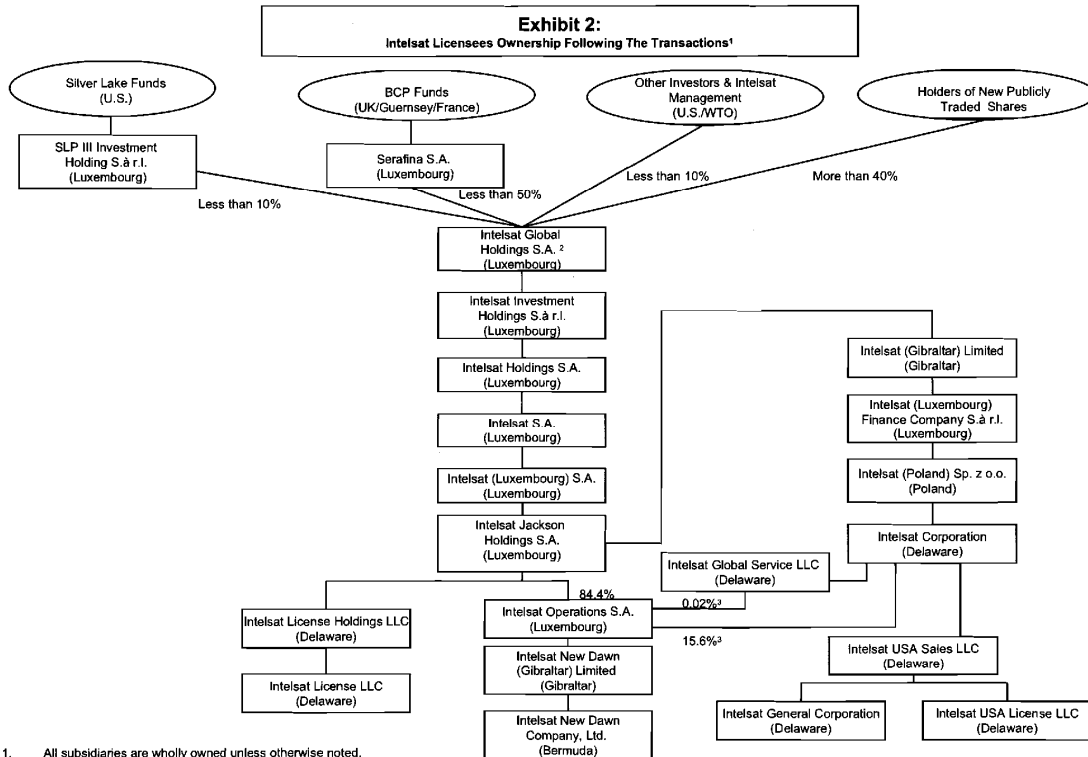 Exhibit 2:
Intelsat Licensees Ownership Following The Transactions¹
Silver Lake Funds
(U.S.)
BCP Funds
(UK/Guernsey/France)
Other Investors & Intelsat
Management
(U.S./WTO)
Holders of New Publicly
Traded Shares
SLP III Investment
Holding S.à r.l.
(Luxembourg)
Serafina S.A.
(Luxembourg)
Less than 10%
Less than 50%
Less than 10%
More than 40%
Intelsat Global
Holdings S.A. ²
(Luxembourg)
Intelsat Investment
Holdings S.à r.l.
(Luxembourg)
Intelsat Holdings S.A.
(Luxembourg)
Intelsat S.A.
(Luxembourg)
Intelsat (Luxembourg) S.A.
(Luxembourg)
Intelsat Jackson
Holdings S.A.
(Luxembourg)
Intelsat (Gibraltar) Limited
(Gibraltar)
Intelsat (Luxembourg)
Finance Company S.à r.l.
(Luxembourg)
Intelsat (Poland) Sp. z o.o.
(Poland)
Intelsat Corporation
(Delaware)
Intelsat Global Service LLC
(Delaware)
84.4%
0.02%³
15.6%³
Intelsat License Holdings LLC
(Delaware)
Intelsat License LLC
(Delaware)
Intelsat Operations S.A.
(Luxembourg)
Intelsat New Dawn
(Gibraltar) Limited
(Gibraltar)
Intelsat New Dawn
Company, Ltd.
(Bermuda)
Intelsat USA Sales LLC
(Delaware)
Intelsat General Corporation
(Delaware)
Intelsat USA License LLC
(Delaware)
1. All subsidiaries are wholly owned unless otherwise noted.